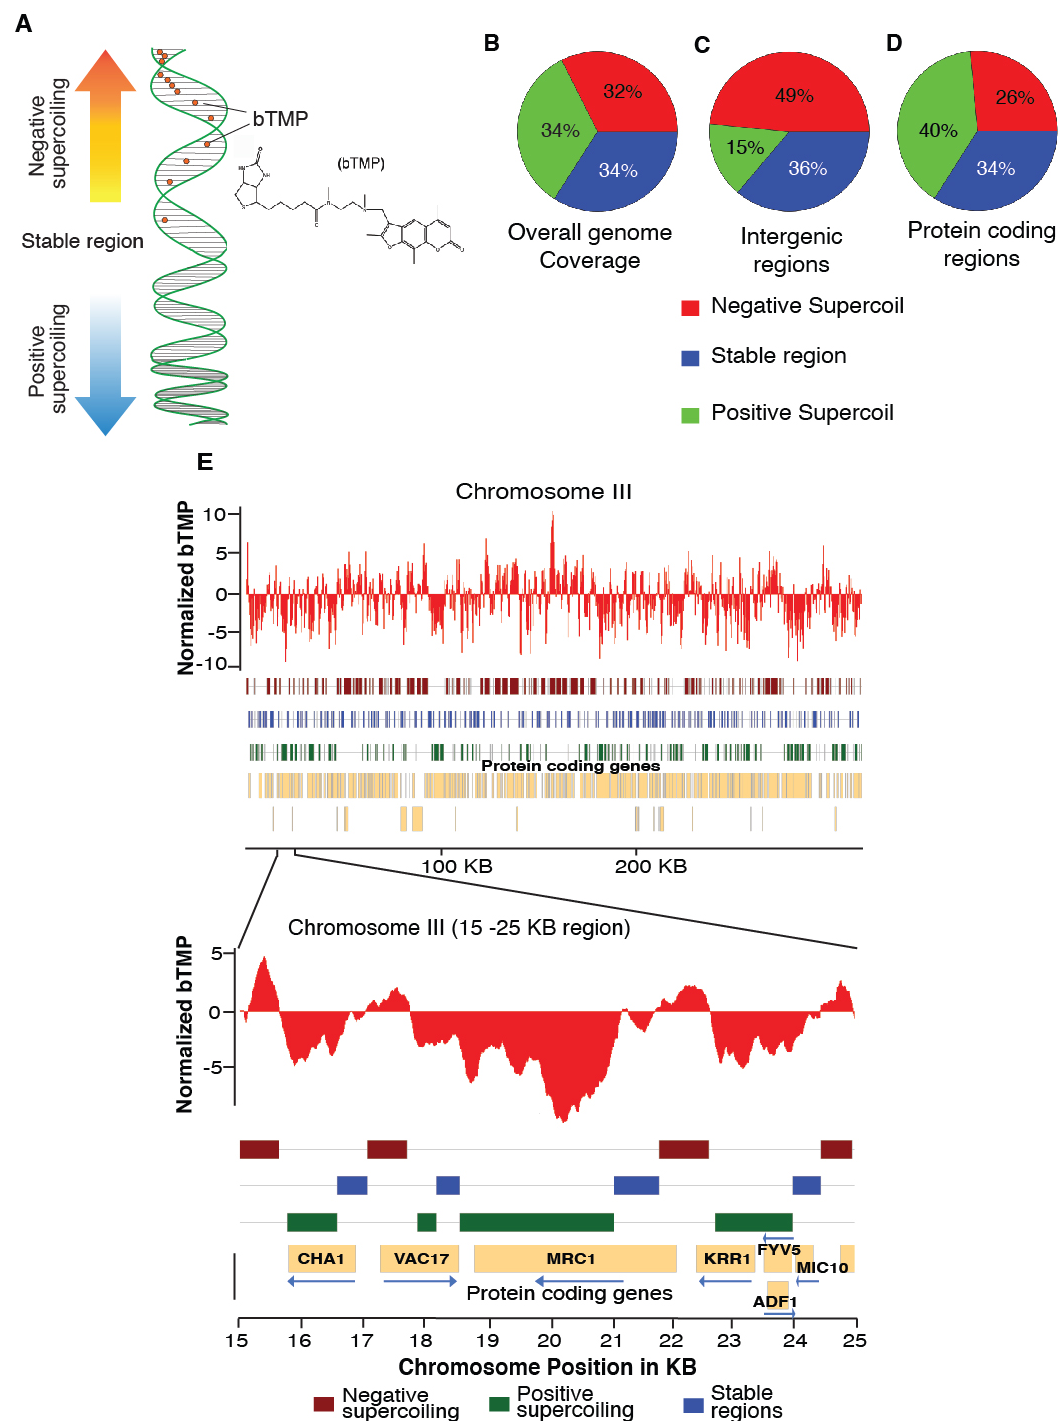 A
Negative
supercoiling
Stable region
Positive
supercoiling
bTMP
(bTMP)
O
HN
NH
S
N
O
N
O
O
O
B
32%
34%
34%
Overall genome
Coverage
C
49%
15%
36%
Intergenic
regions
D
26%
40%
34%
Protein coding
regions
Negative Supercoil
Stable region
Positive Supercoil
E
Chromosome III
Normalized bTMP
10
5
0
-5
-10
Protein coding genes
100 KB
200 KB
Chromosome III (15 -25 KB region)
Normalized bTMP
5
0
-5
CHA1
VAC17
MRC1
KRR1
FYV5
MIC10
ADF1
Protein coding genes
15 16 17 18 19 20 21 22 23 24 25
Chromosome Position in KB
Negative
supercoiling
Positive
supercoiling
Stable
regions